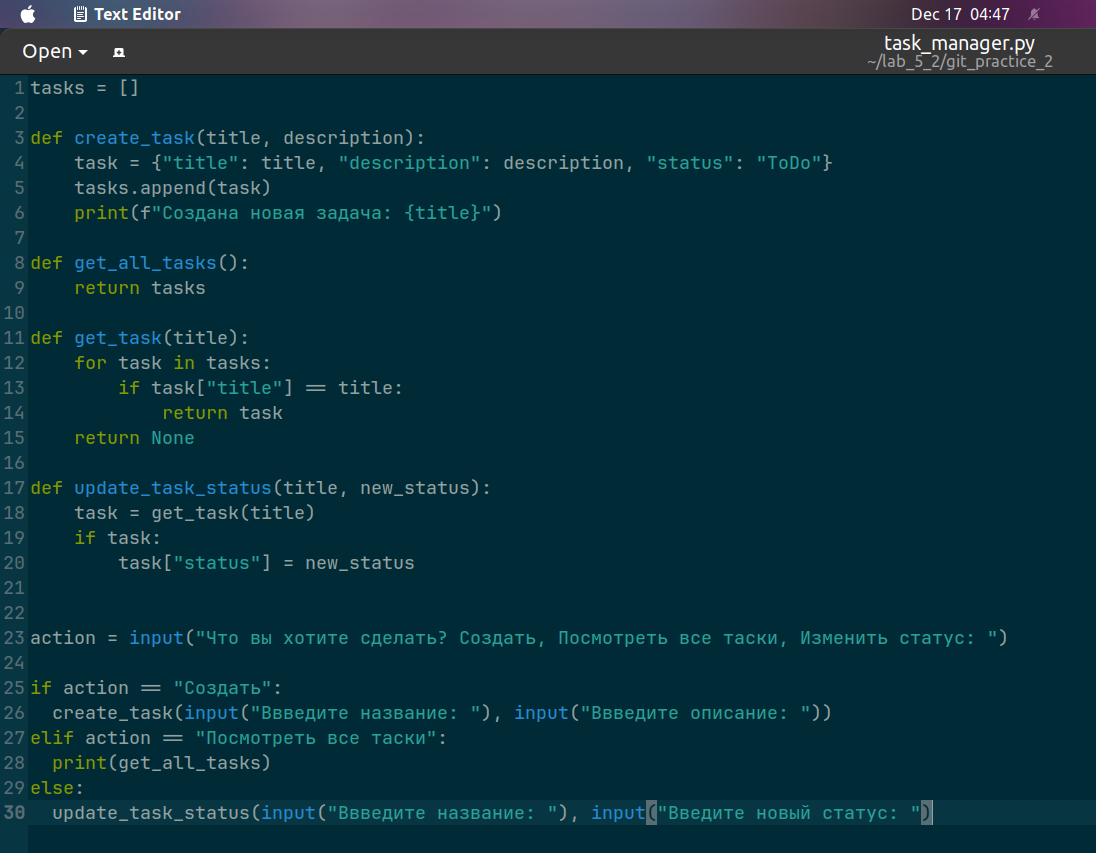 Text Editor Dec 17 04:47
Open task_manager.py
~/lab_5_2/git_practice_2
1 tasks = []
2
3 def create_task(title, description):
4     task = {"title": title, "description": description, "status": "ToDo"}
5     tasks.append(task)
6     print(f"Создана новая задача: {title}")
7
8 def get_all_tasks():
9     return tasks
10
11 def get_task(title):
12     for task in tasks:
13         if task["title"] == title:
14             return task
15     return None
16
17 def update_task_status(title, new_status):
18     task = get_task(title)
19     if task:
20         task["status"] = new_status
21
22
23 action = input("Что вы хотите сделать? Создать, Посмотреть все таски, Изменить статус: ")
24
25 if action == "Создать":
26   create_task(input("Ввведите название: "), input("Ввведите описание: "))
27 elif action == "Посмотреть все таски":
28   print(get_all_tasks)
29 else:
30   update_task_status(input("Ввведите название: "), input("Введите новый статус: ")